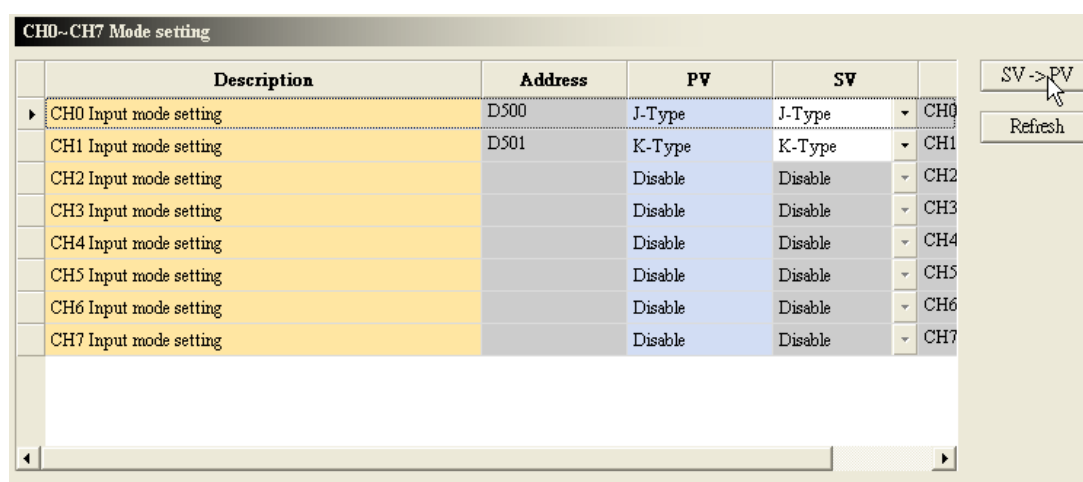 CH0~CH7 Mode setting
Description Address PV SV
CH0 Input mode setting D500 J-Type J-Type CH0
CH1 Input mode setting D501 K-Type K-Type CH1
CH2 Input mode setting Disable Disable CH2
CH3 Input mode setting Disable Disable CH3
CH4 Input mode setting Disable Disable CH4
CH5 Input mode setting Disable Disable CH5
CH6 Input mode setting Disable Disable CH6
CH7 Input mode setting Disable Disable CH7
SV->PV
Refresh